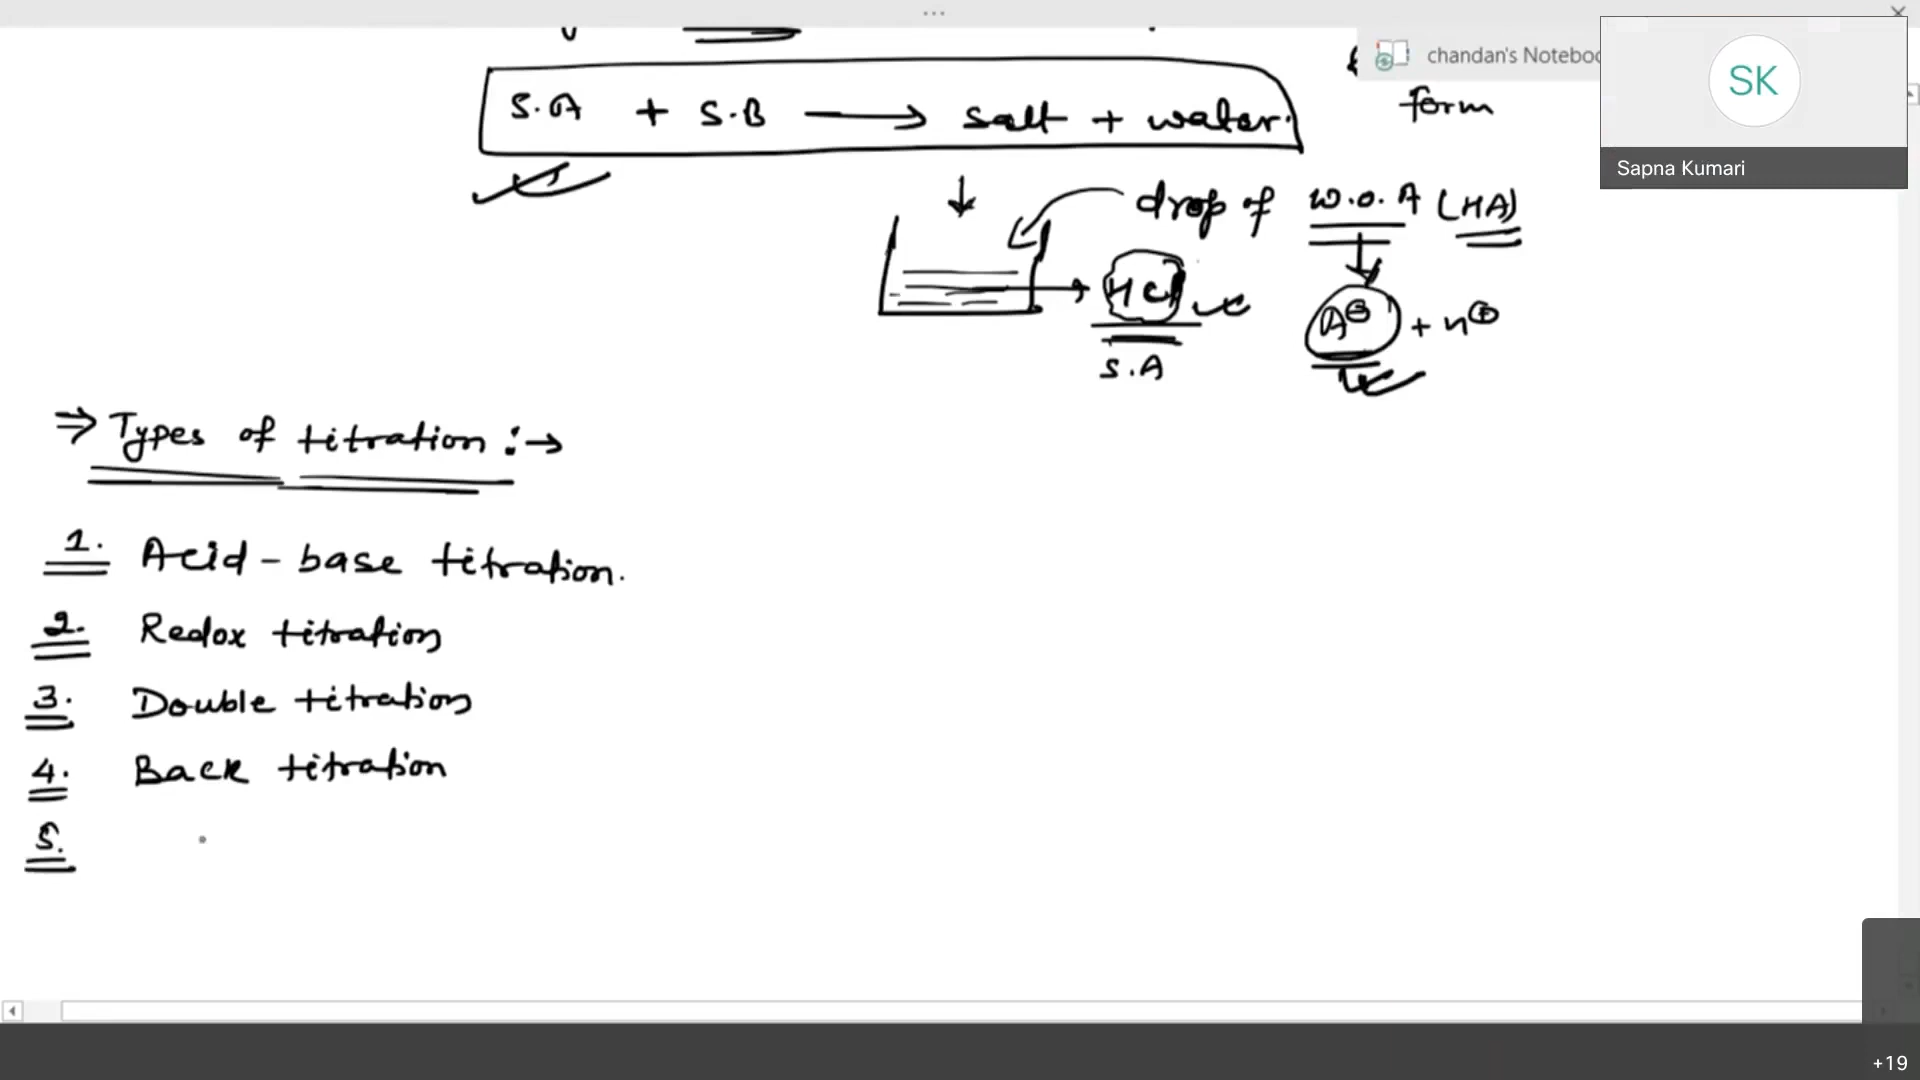 chandan's Notebo
SK
Sapna Kumari
S.A + S.B → salt + water.
form
drop of W.O.A (HA)
HCl
S.A
A⊖ + H⊕
⇒ Types of titration :→
1. Acid-base titration.
2. Redox titration
3. Double titration
4. Back titration
5.
+19